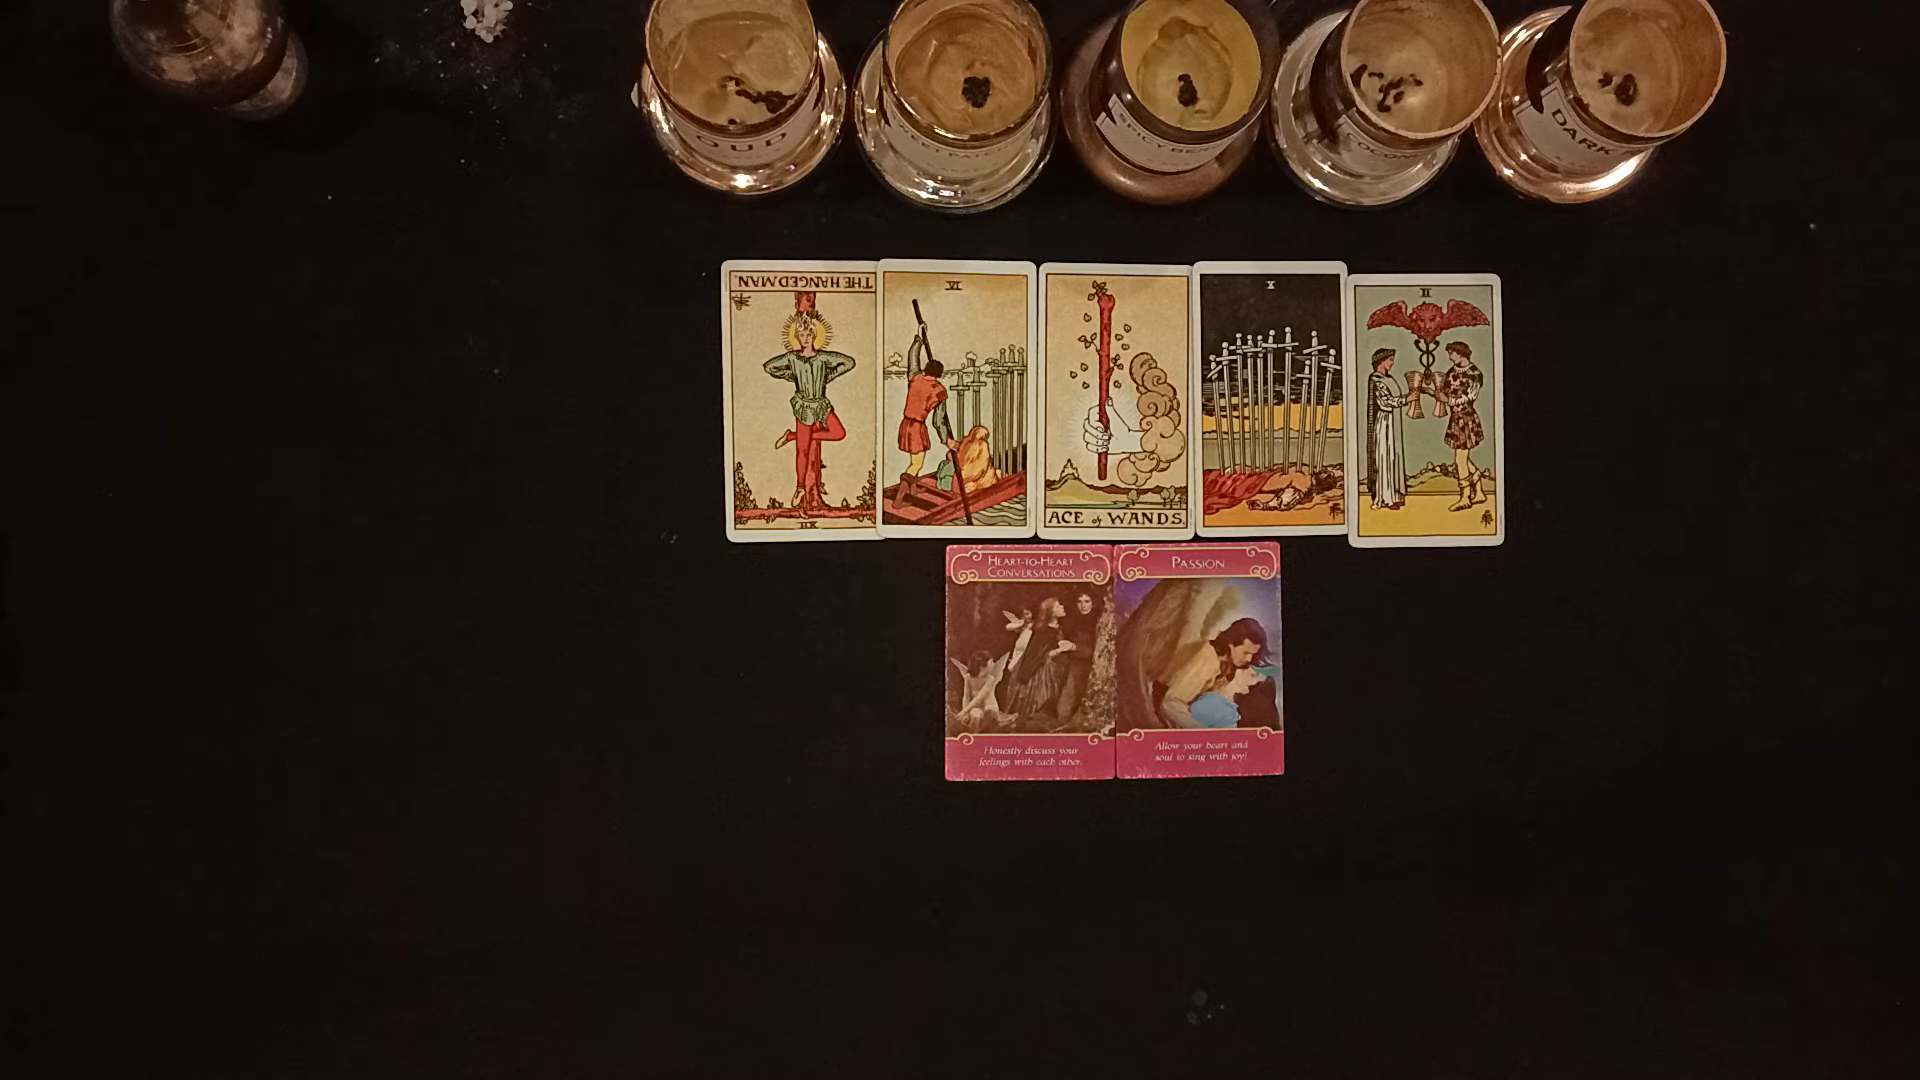 OUD
SPICY
DARK
THE HANGED MAN.
XII
VI
ACE of WANDS.
X
II
HEART-TO-HEART
CONVERSATIONS
Honestly discuss your
feelings with each other.
PASSION
Allow your heart and
soul to sing with joy!